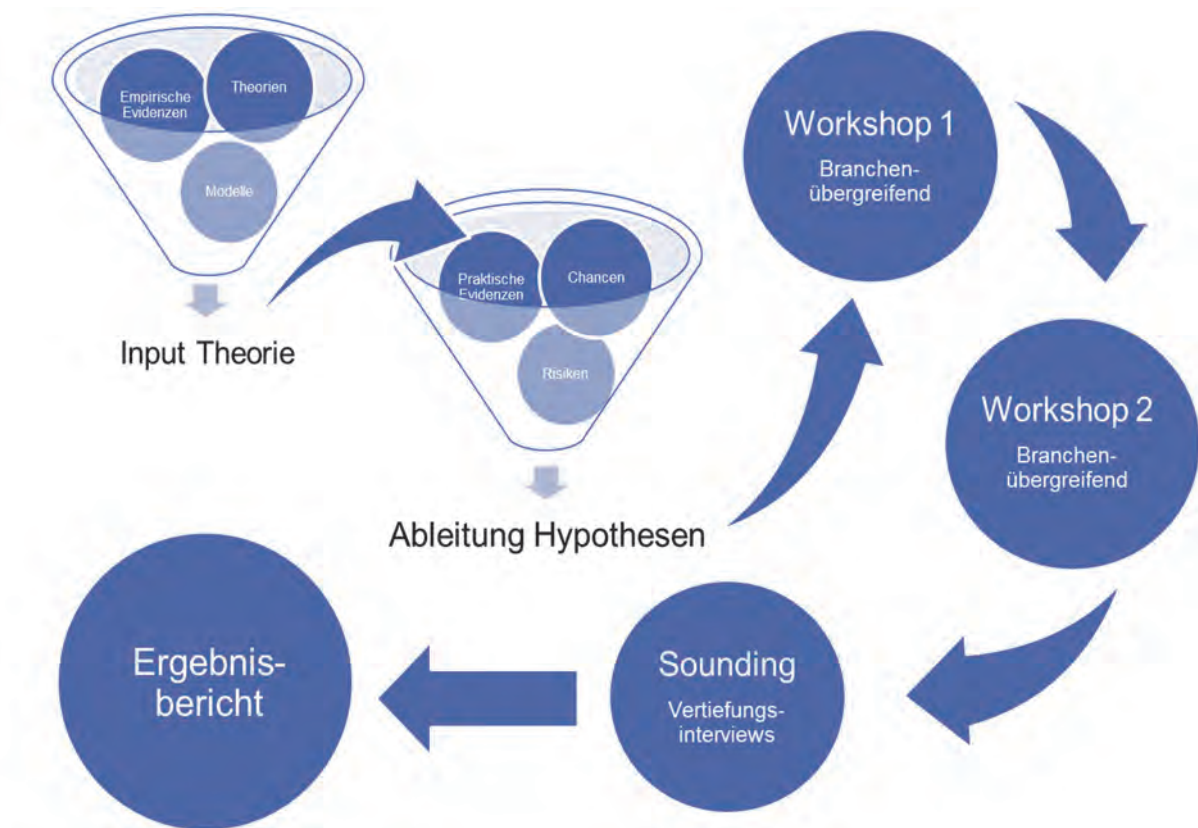 Empirische
Evidenzen
Theorien
Modelle
Input Theorie
Praktische
Evidenzen
Chancen
Risiken
Ableitung Hypothesen
Workshop 1
Branchen-
übergreifend
Workshop 2
Branchen-
übergreifend
Sounding
Vertiefungs-
interviews
Ergebnis-
bericht